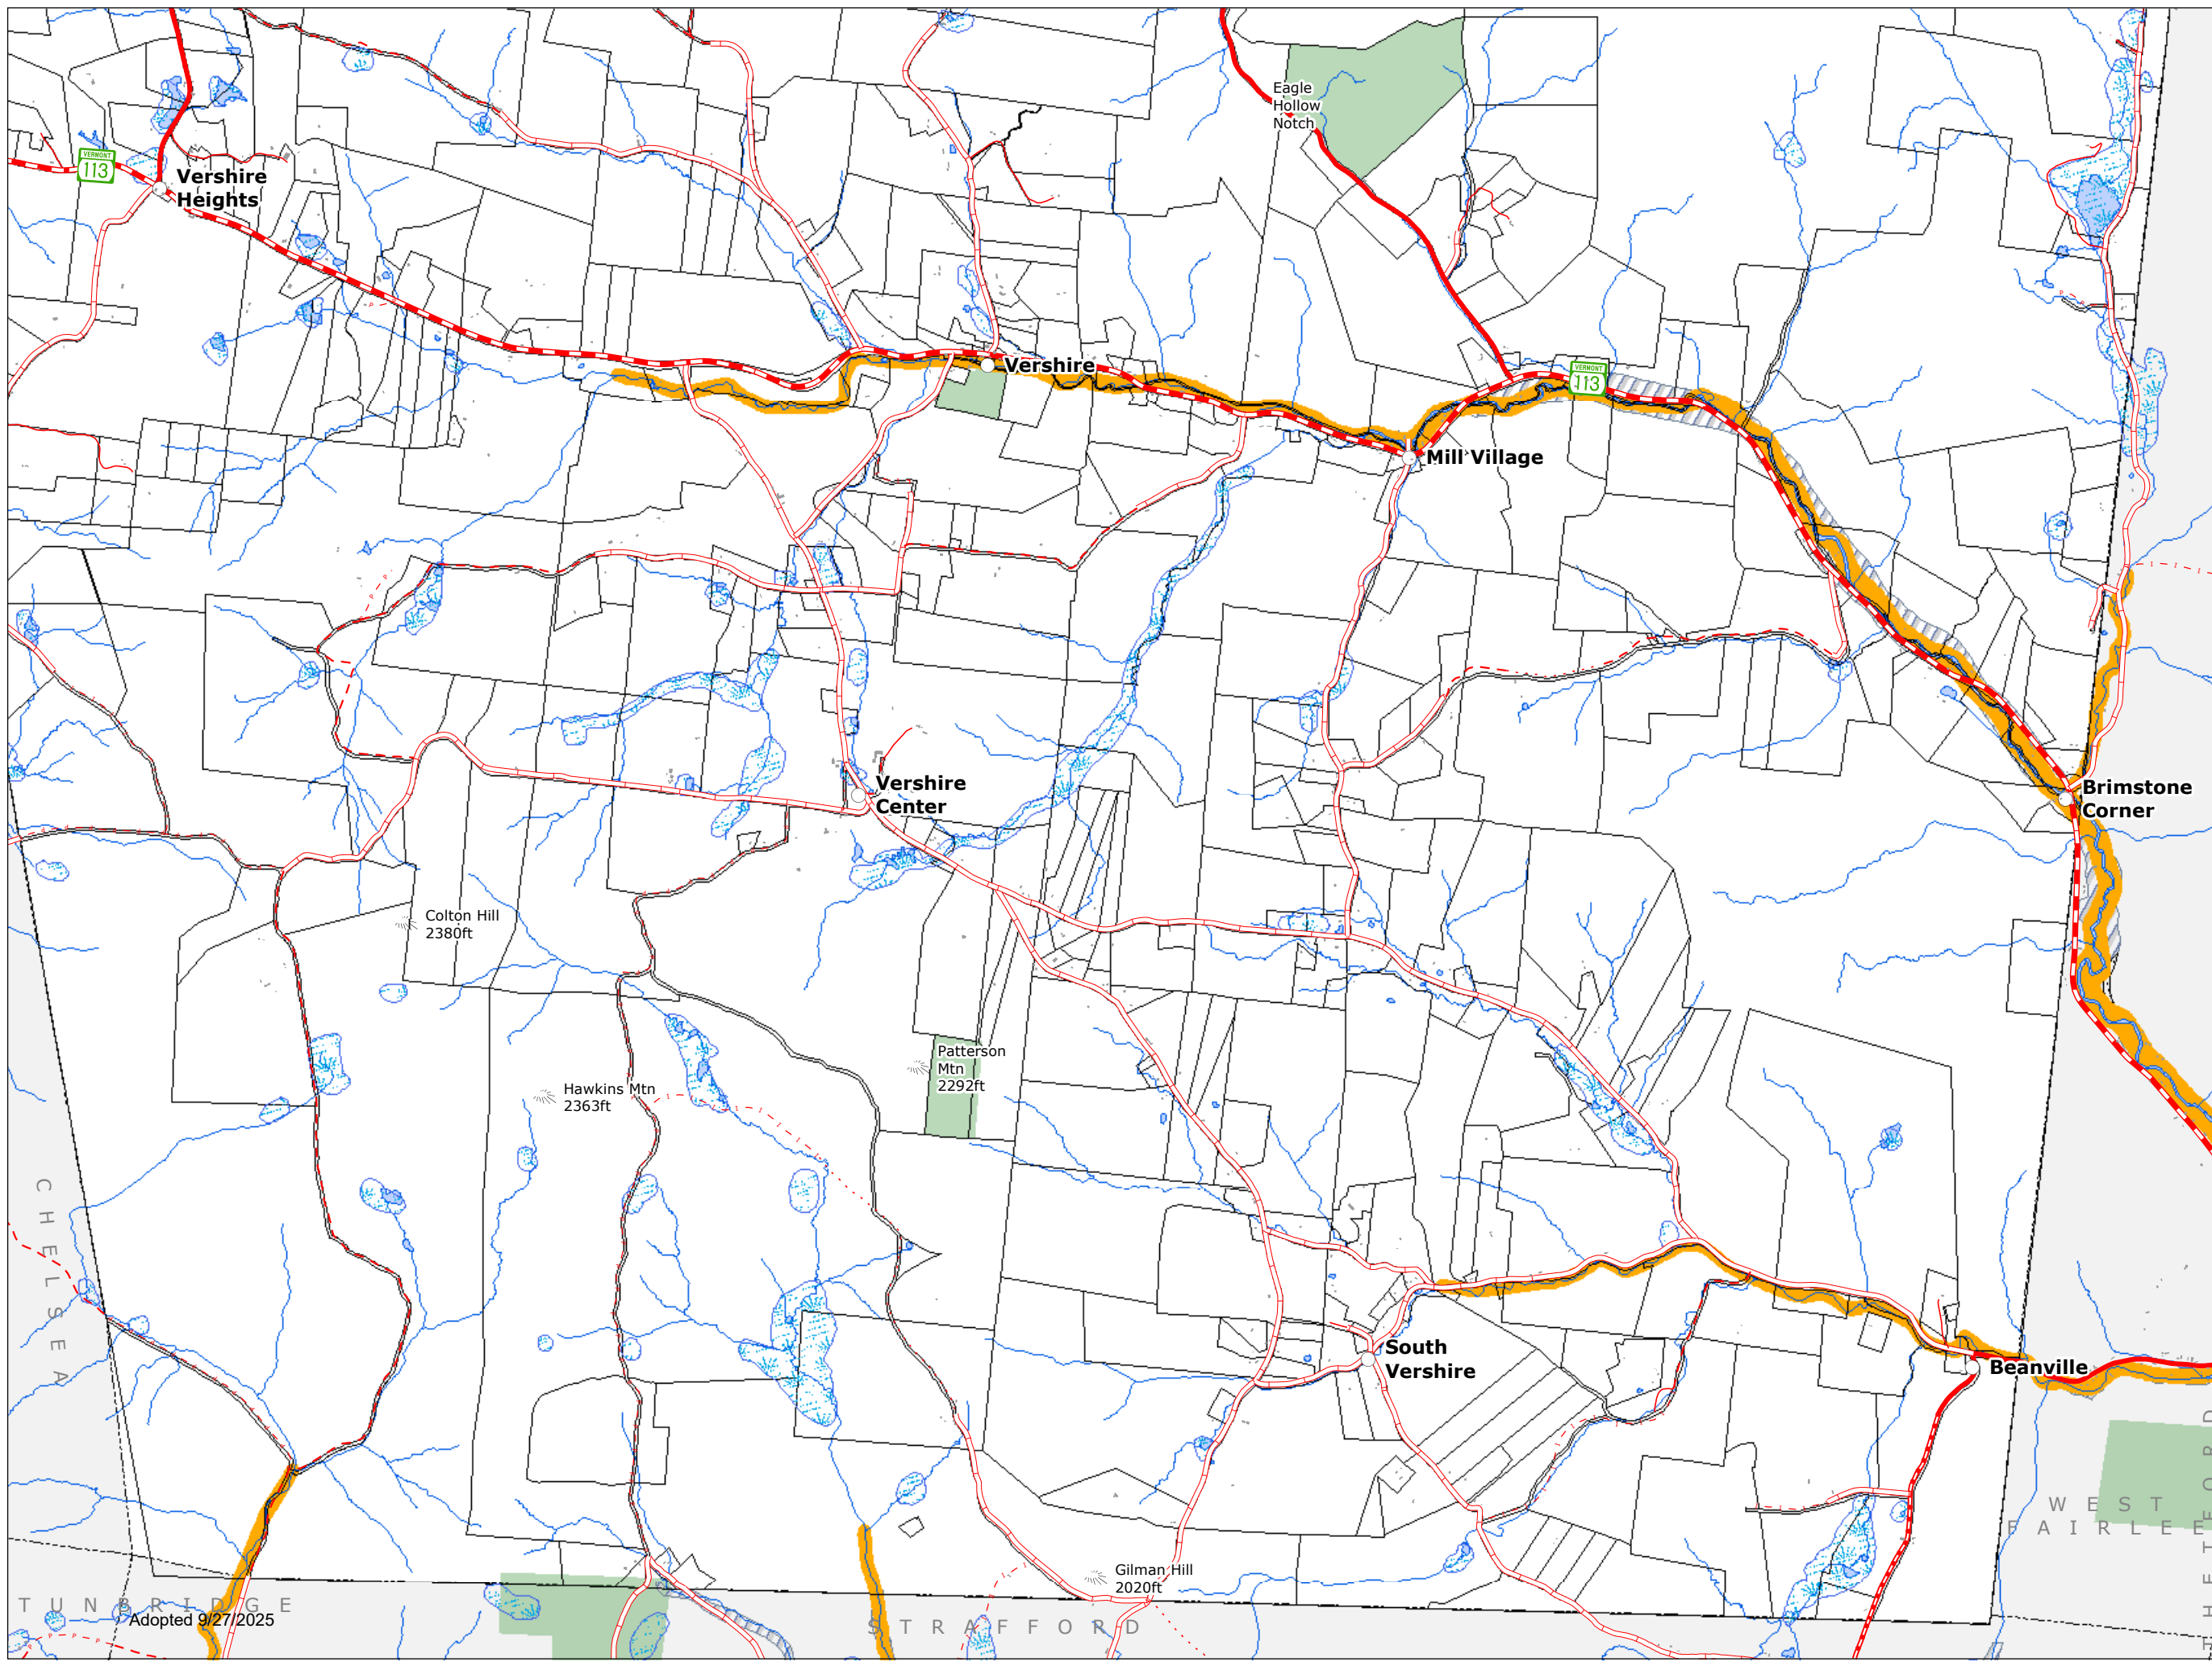 Eagle
Hollow
Notch
VERMONT
113
Vershire
Heights
Vershire
VERMONT
113
Mill Village
Vershire
Center
Brimstone
Corner
Colton Hill
2380ft
Patterson
Mtn
2292ft
Hawkins Mtn
2363ft
CHELSEA
South
Vershire
Beanville
WEST
FAIRLEE
THETFORD
Gilman Hill
2020ft
TUNBRIDGE
Adopted 9/27/2025
STRAFFORD